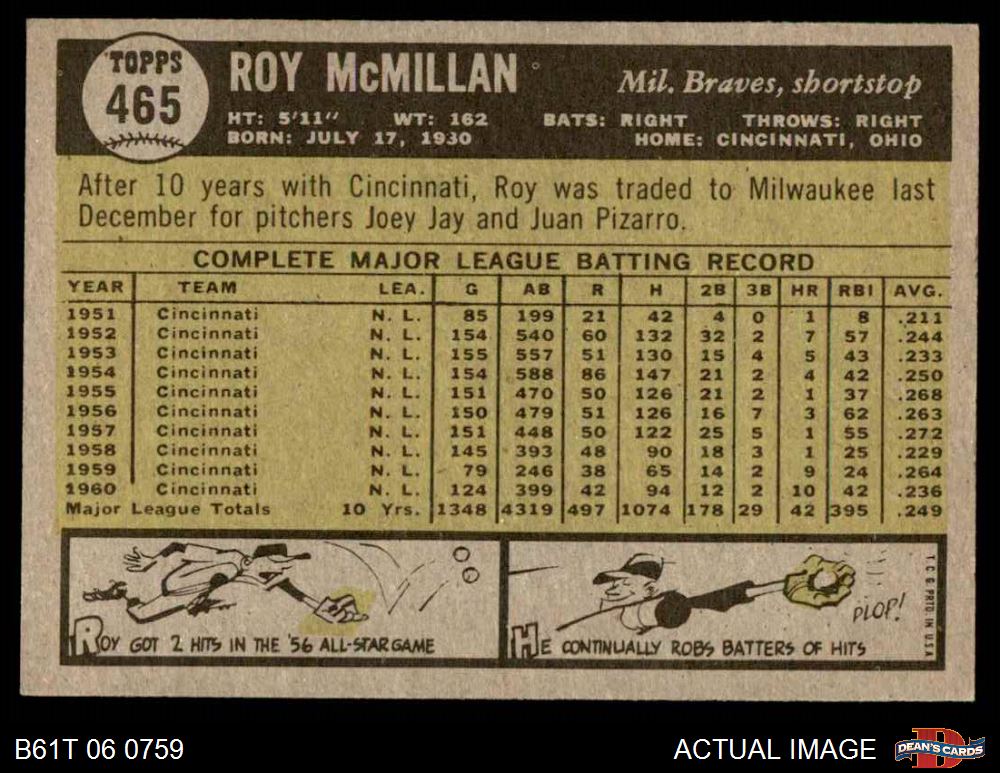 TOPPS
465
ROY McMILLAN
Mil. Braves, shortstop
HT: 5'11" WT: 162 BATS: RIGHT THROWS: RIGHT
BORN: JULY 17, 1930 HOME: CINCINNATI, OHIO
After 10 years with Cincinnati, Roy was traded to Milwaukee last
December for pitchers Joey Jay and Juan Pizarro.
COMPLETE MAJOR LEAGUE BATTING RECORD
YEAR TEAM LEA. G AB R H 2B 3B HR RBI AVG.
1951 Cincinnati N. L. 85 199 21 42 4 0 1 8 .211
1952 Cincinnati N. L. 154 540 60 132 32 2 7 57 .244
1953 Cincinnati N. L. 155 557 51 130 15 4 5 43 .233
1954 Cincinnati N. L. 154 588 86 147 21 2 4 42 .250
1955 Cincinnati N. L. 151 470 50 126 21 2 1 37 .268
1956 Cincinnati N. L. 150 479 51 126 16 7 3 62 .263
1957 Cincinnati N. L. 151 448 50 122 25 5 1 55 .272
1958 Cincinnati N. L. 145 393 48 90 18 3 1 25 .229
1959 Cincinnati N. L. 79 246 38 65 14 2 9 24 .264
1960 Cincinnati N. L. 124 399 42 94 12 2 10 42 .236
Major League Totals 10 Yrs. 1348 4319 497 1074 178 29 42 395 .249
ROY GOT 2 HITS IN THE '56 ALL-STAR GAME
PLOP!
HE CONTINUALLY ROBS BATTERS OF HITS
T.C.G. PRTD. IN U.S.A.
B61T 06 0759
ACTUAL IMAGE
D
DEAN'S CARDS